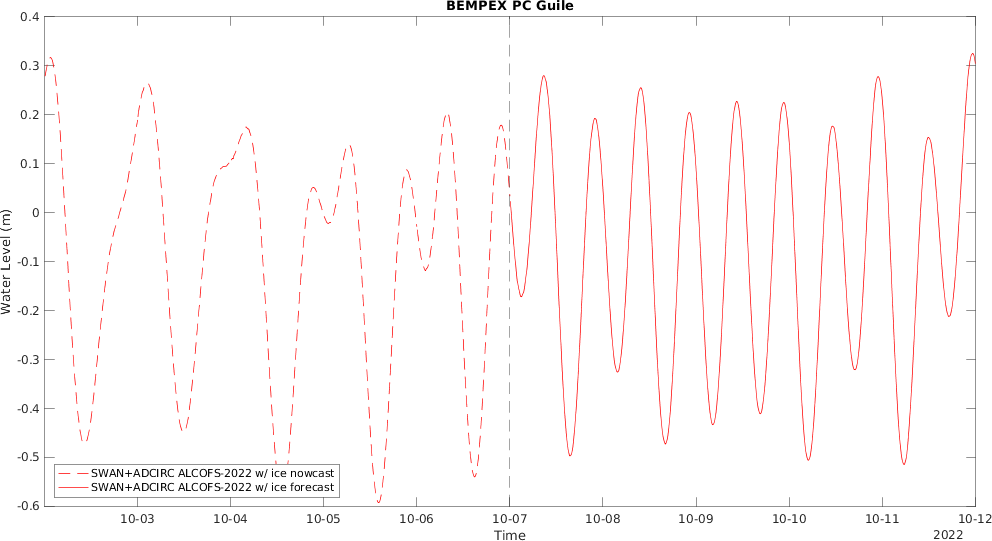 BEMPEX PC Guile
0.4
0.3
0.2
0.1
0
-0.1
-0.2
-0.3
-0.4
-0.5
-0.6
Water Level (m)
SWAN+ADCIRC ALCOFS-2022 w/ ice nowcast
SWAN+ADCIRC ALCOFS-2022 w/ ice forecast
10-03 10-04 10-05 10-06 10-07 10-08 10-09 10-10 10-11 10-12
Time
2022